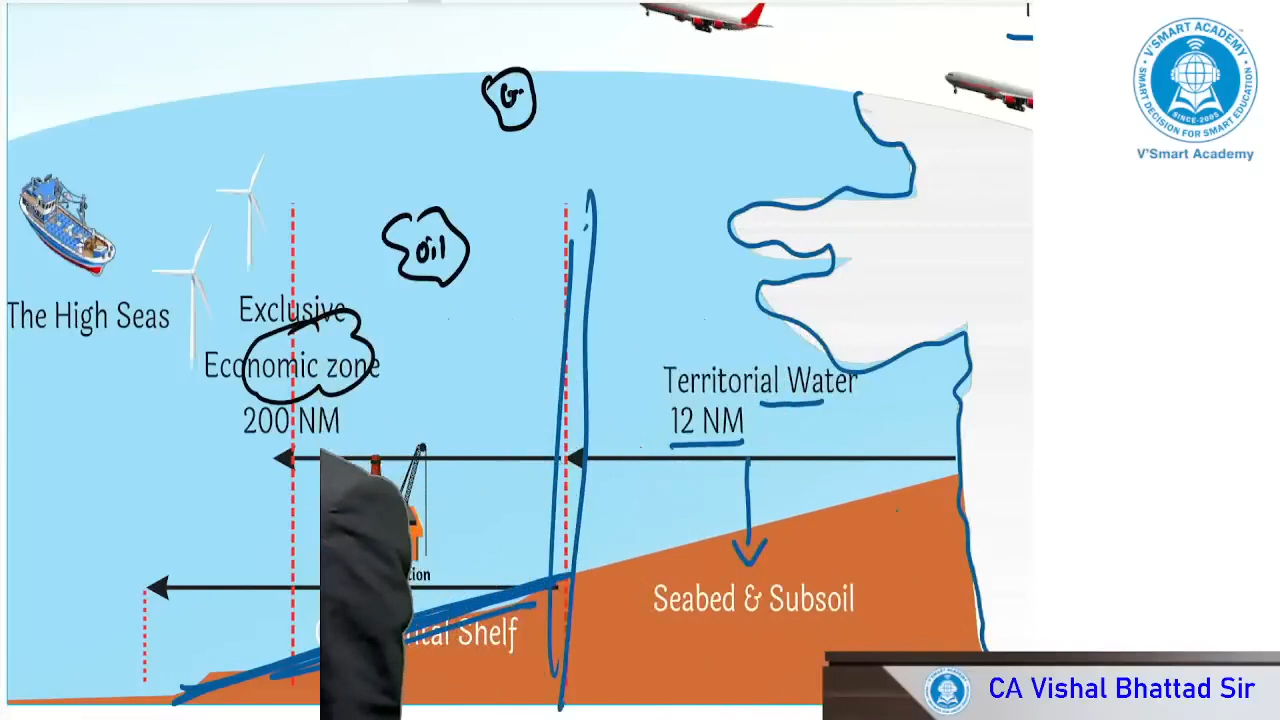 V'SMART ACADEMY
SMART DECISION FOR SMART EDUCATION
SINCE-2005
V'Smart Academy
G
oil
The High Seas
Exclusive
Economic zone
200 NM
Territorial Water
12 NM
Seabed & Subsoil
Shelf
CA Vishal Bhattad Sir